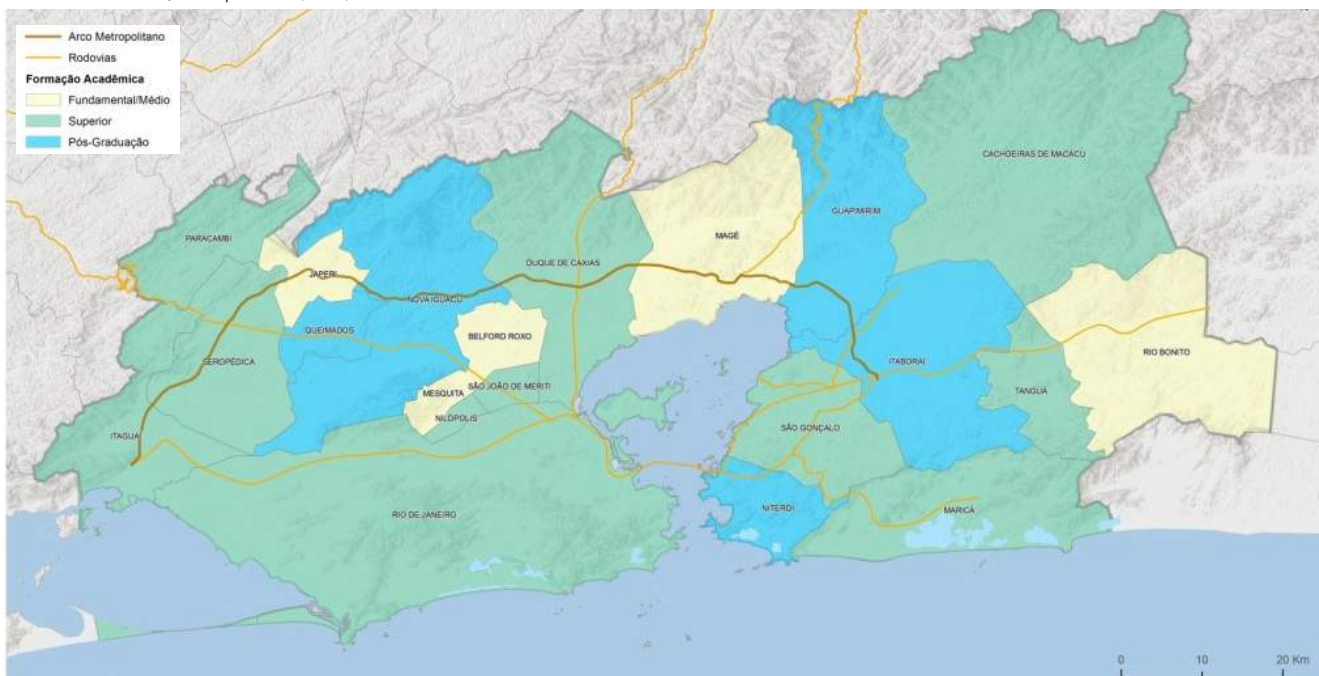 Arco Metropolitano
Rodovias
Formação Acadêmica
Fundamental/Médio
Superior
Pós-Graduação
CACHOEIRAS DE MACACU
GUAPIMIRIM
MAGÉ
PARACAMBI
JAPERI
DUQUE DE CAXIAS
NOVA IGUAÇU
QUEIMADOS
BELFORD ROXO
SEROPÉDICA
ITABORAÍ
RIO BONITO
MESQUITA
SÃO JOÃO DE MERITI
TANGUÁ
NILÓPOLIS
ITAGUA
SÃO GONÇALO
RIO DE JANEIRO
NITERÓI
MARICÁ
0 10 20 Km